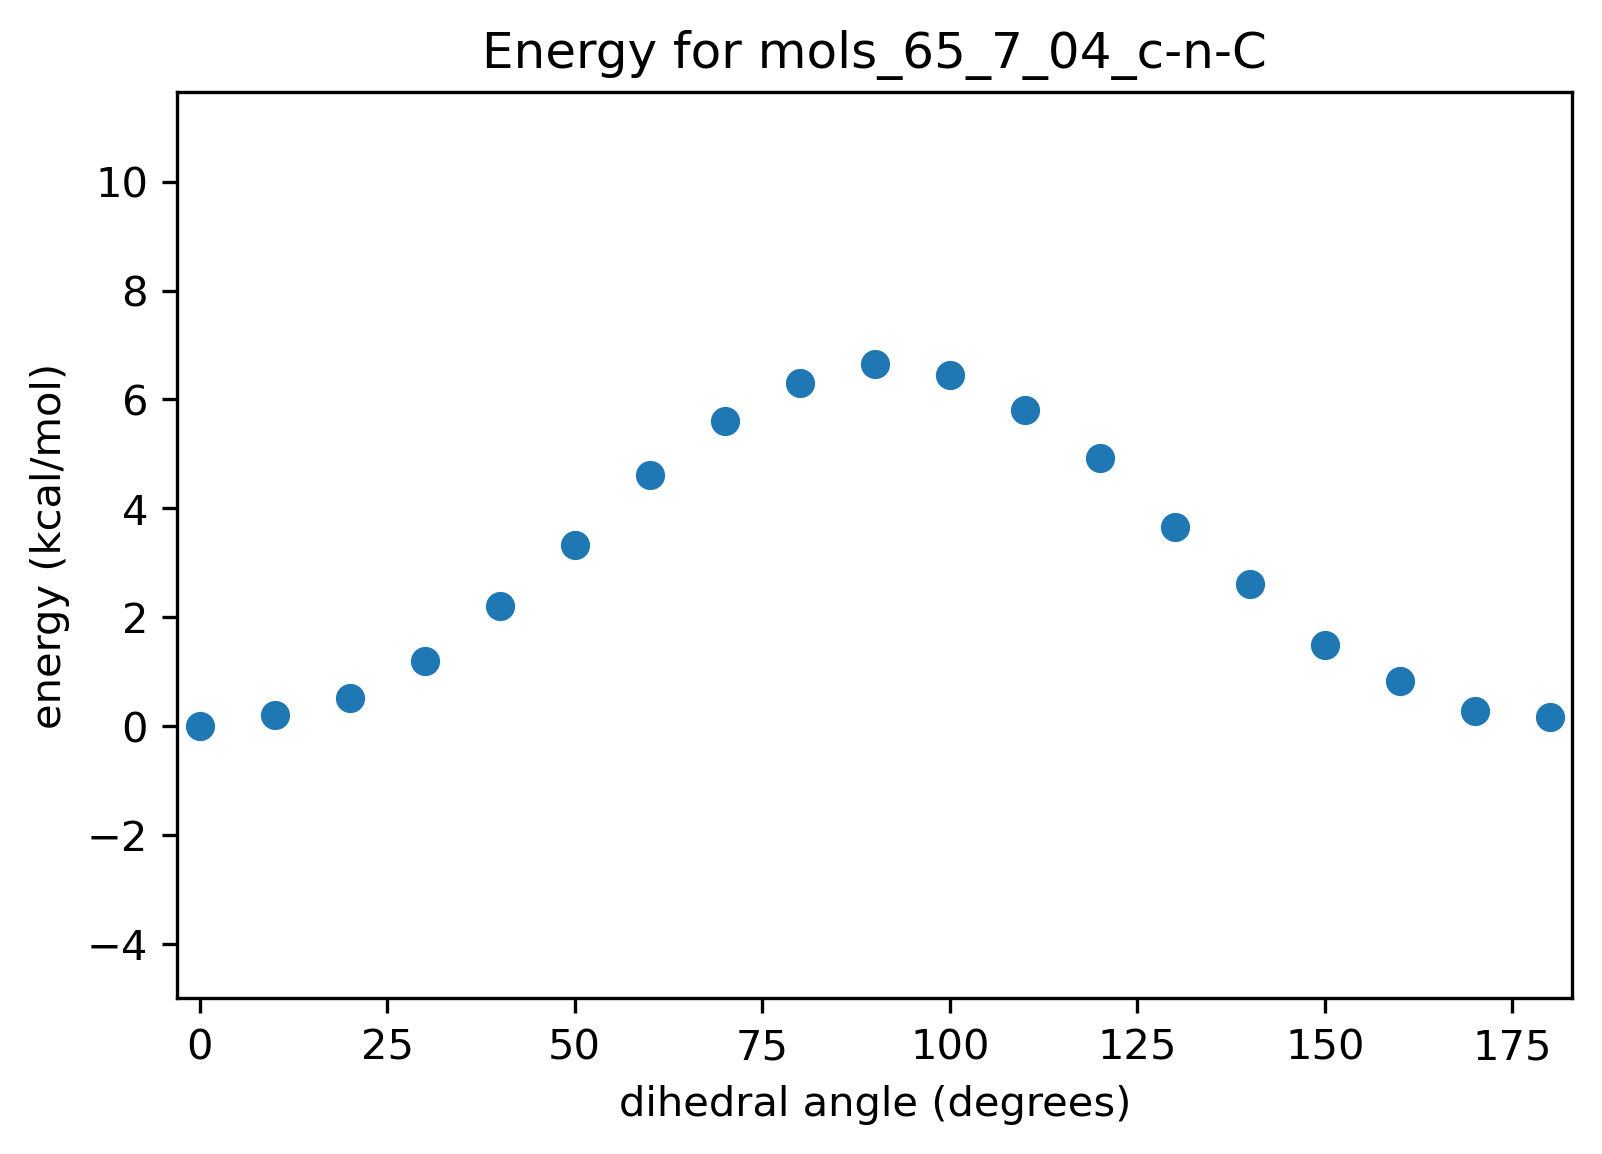 Energy for mols_65_7_04_c-n-C
10
8
6
4
2
0
−2
−4
energy (kcal/mol)
0 25 50 75 100 125 150 175
dihedral angle (degrees)